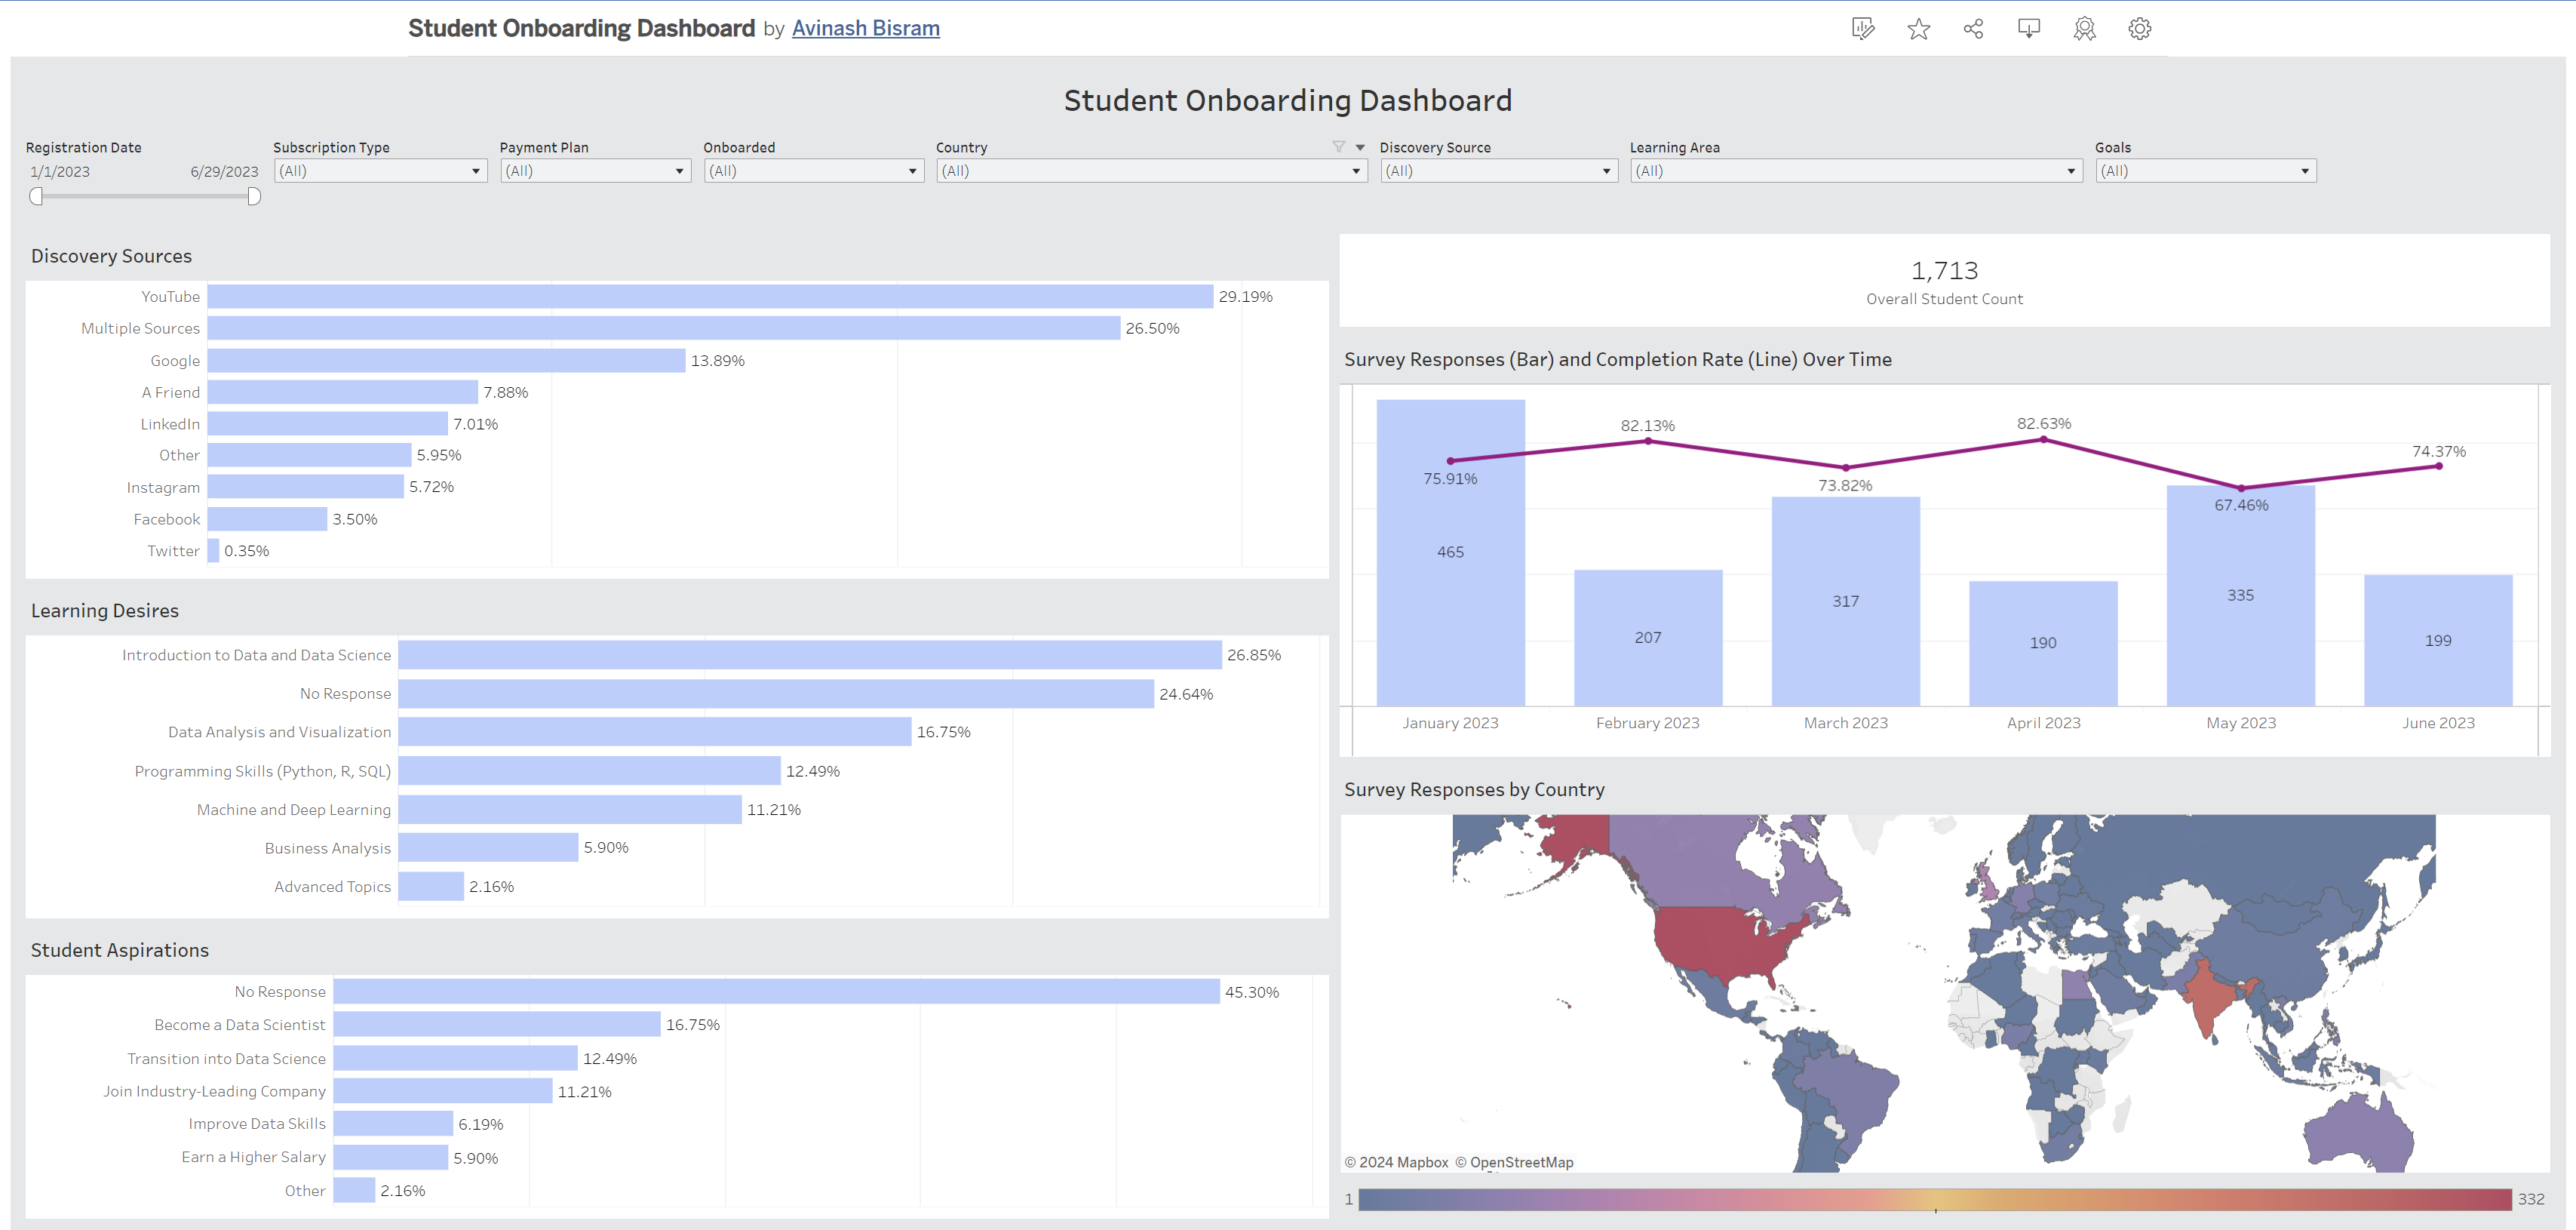 Student Onboarding Dashboard by Avinash Bisram
Student Onboarding Dashboard
Registration Date
1/1/2023 6/29/2023
Subscription Type
(All)
Payment Plan
(All)
Onboarded
(All)
Country
(All)
Discovery Source
(All)
Learning Area
(All)
Goals
(All)
Discovery Sources
YouTube 29.19%
Multiple Sources 26.50%
Google 13.89%
A Friend 7.88%
LinkedIn 7.01%
Other 5.95%
Instagram 5.72%
Facebook 3.50%
Twitter 0.35%
Learning Desires
Introduction to Data and Data Science 26.85%
No Response 24.64%
Data Analysis and Visualization 16.75%
Programming Skills (Python, R, SQL) 12.49%
Machine and Deep Learning 11.21%
Business Analysis 5.90%
Advanced Topics 2.16%
Student Aspirations
No Response 45.30%
Become a Data Scientist 16.75%
Transition into Data Science 12.49%
Join Industry-Leading Company 11.21%
Improve Data Skills 6.19%
Earn a Higher Salary 5.90%
Other 2.16%
1,713
Overall Student Count
Survey Responses (Bar) and Completion Rate (Line) Over Time
75.91% 82.13% 73.82% 82.63% 67.46% 74.37%
465 207 317 190 335 199
January 2023 February 2023 March 2023 April 2023 May 2023 June 2023
Survey Responses by Country
© 2024 Mapbox © OpenStreetMap
1 332